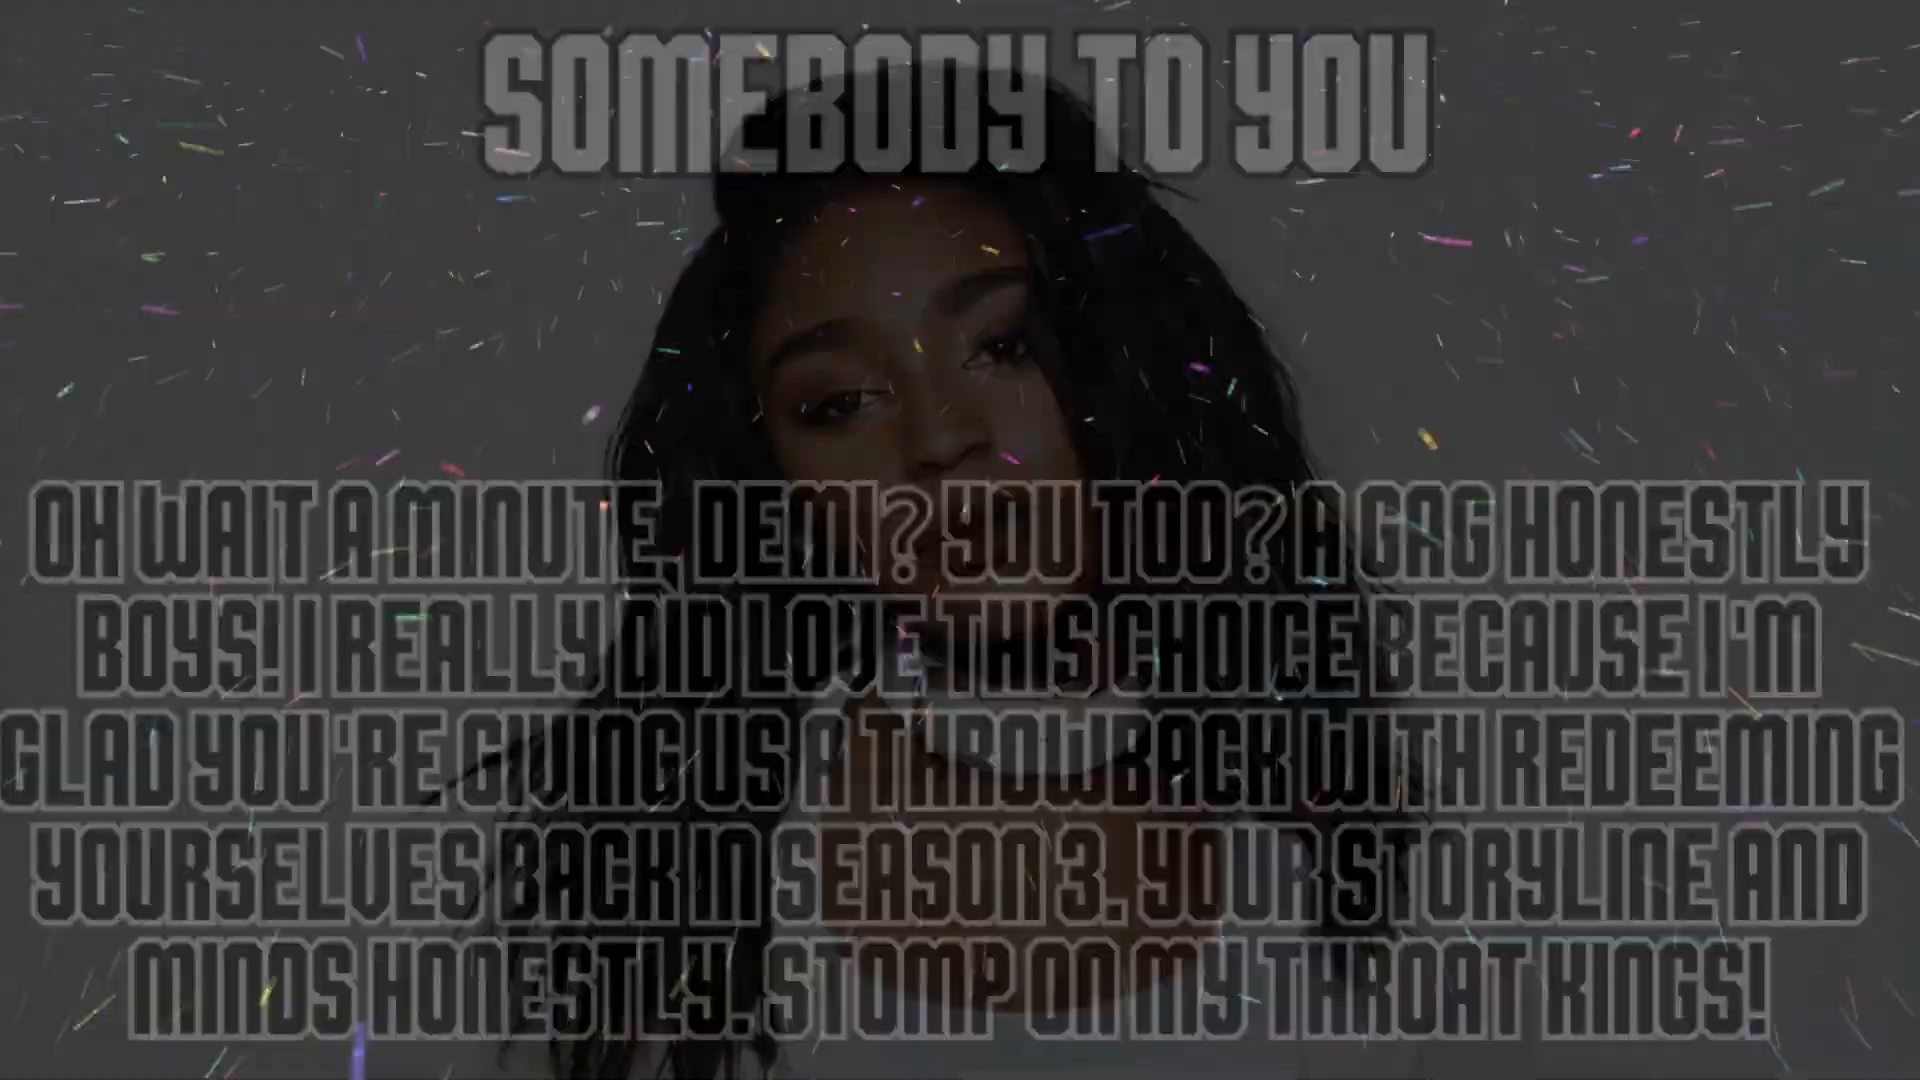 SOMEBODY TO YOU
OH WAIT A MINUTE, DEMI? YOU TOO? A GAG HONESTLY
BOYS! I REALLY DID LOVE THIS CHOICE BECAUSE I'M
GLAD YOU'RE GIVING US A THROWBACK WITH REDEEMING
YOURSELVES BACK IN SEASON 3. YOUR STORYLINE AND
MINDS HONESTLY. STOMP ON MY THROAT KINGS!